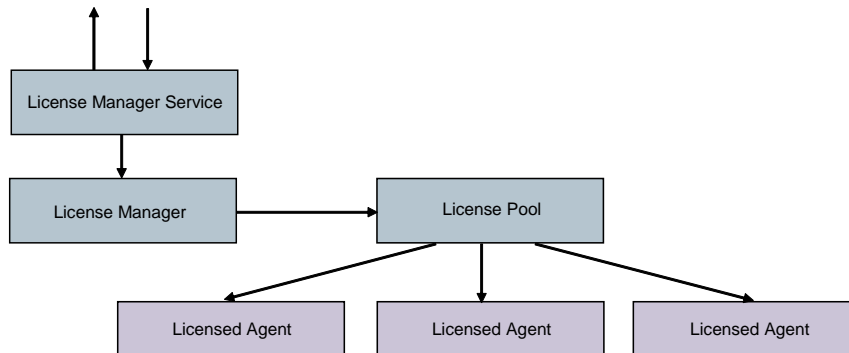 License Manager Service
License Manager
License Pool
Licensed Agent
Licensed Agent
Licensed Agent